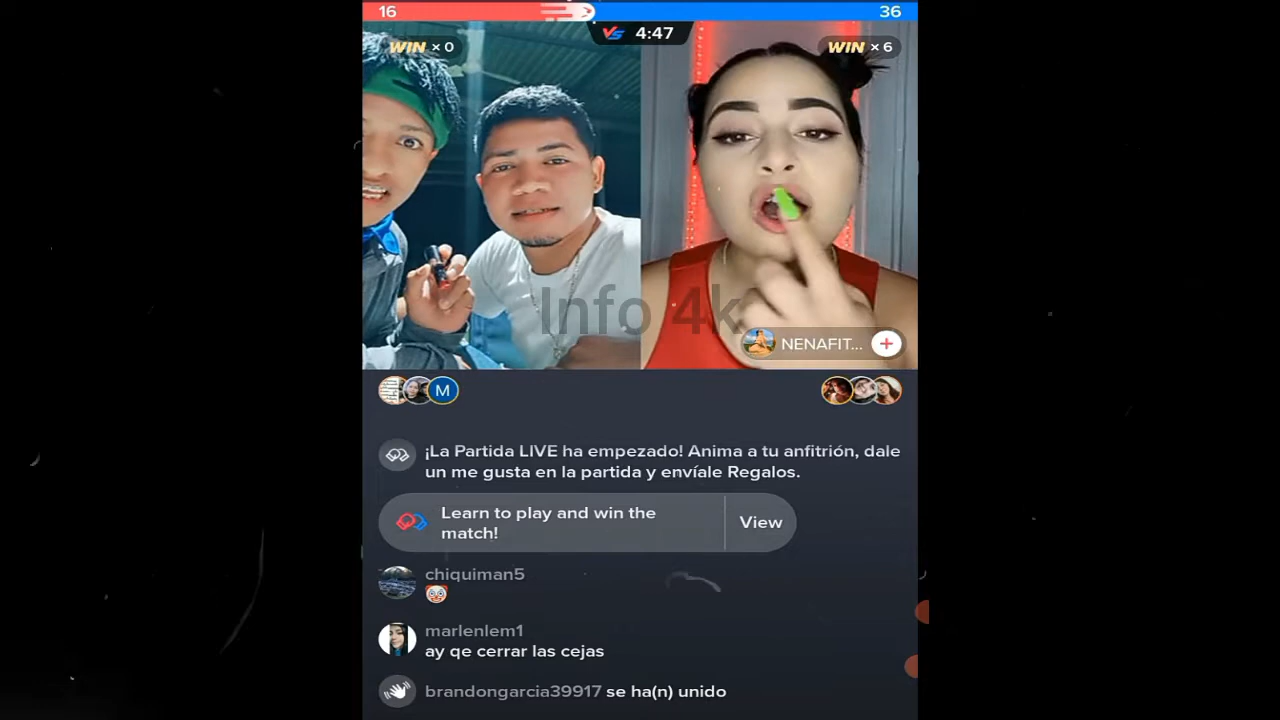 16
36
VS 4:47
WIN × 0
WIN × 6
Info 4k
NENAFIT...
M
¡La Partida LIVE ha empezado! Anima a tu anfitrión, dale
un me gusta en la partida y envíale Regalos.
Learn to play and win the
match!
View
chiquiman5
marlenlem1
ay qe cerrar las cejas
brandongarcia39917 se ha(n) unido